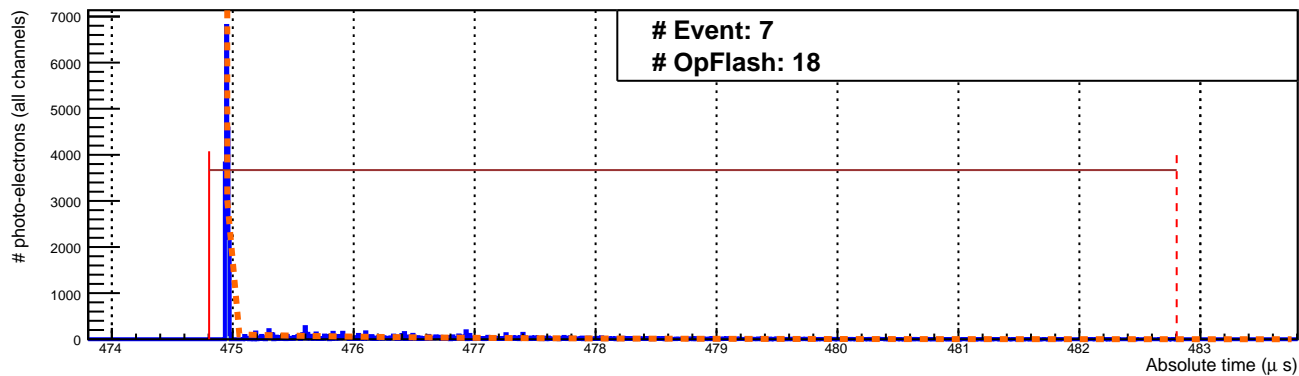 # Event: 7
# OpFlash: 18
# photo-electrons (all channels)
7000
6000
5000
4000
3000
2000
1000
0
474 475 476 477 478 479 480 481 482 483
Absolute time (μ s)